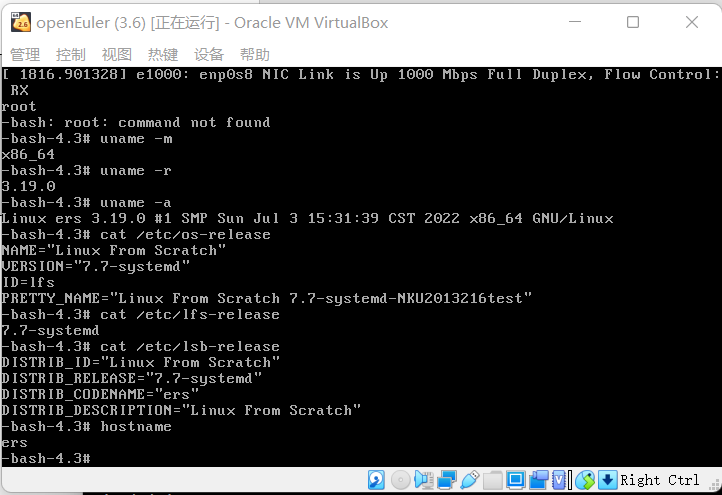 openEuler (3.6) [正在运行] - Oracle VM VirtualBox
管理 控制 视图 热键 设备 帮助
[ 1816.901328] e1000: enp0s8 NIC Link is Up 1000 Mbps Full Duplex, Flow Control:
 RX
root
-bash: root: command not found
-bash-4.3# uname -m
x86_64
-bash-4.3# uname -r
3.19.0
-bash-4.3# uname -a
Linux ers 3.19.0 #1 SMP Sun Jul 3 15:31:39 CST 2022 x86_64 GNU/Linux
-bash-4.3# cat /etc/os-release
NAME="Linux From Scratch"
VERSION="7.7-systemd"
ID=lfs
PRETTY_NAME="Linux From Scratch 7.7-systemd-NKU2013216test"
-bash-4.3# cat /etc/lfs-release
7.7-systemd
-bash-4.3# cat /etc/lsb-release
DISTRIB_ID="Linux From Scratch"
DISTRIB_RELEASE="7.7-systemd"
DISTRIB_CODENAME="ers"
DISTRIB_DESCRIPTION="Linux From Scratch"
-bash-4.3# hostname
ers
-bash-4.3#
Right Ctrl